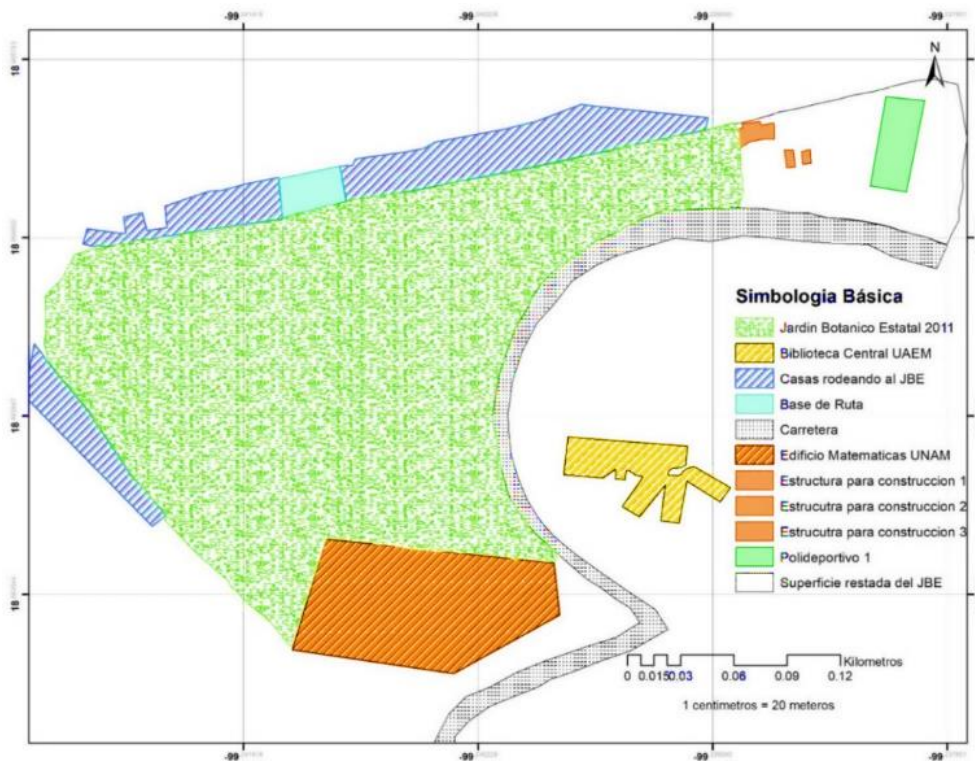 -99
-99
-99
-99
18
18
18
18
N
Simbologia Básica
Jardin Botanico Estatal 2011
Biblioteca Central UAEM
Casas rodeando al JBE
Base de Ruta
Carretera
Edificio Matematicas UNAM
Estructura para construccion 1
Estrucutra para construccion 2
Estrucutra para construccion 3
Polideportivo 1
Superficie restada del JBE
Kilometros
0 0.015 0.03 0.06 0.09 0.12
1 centimetros = 20 meteros
-99
-99
-99
-99